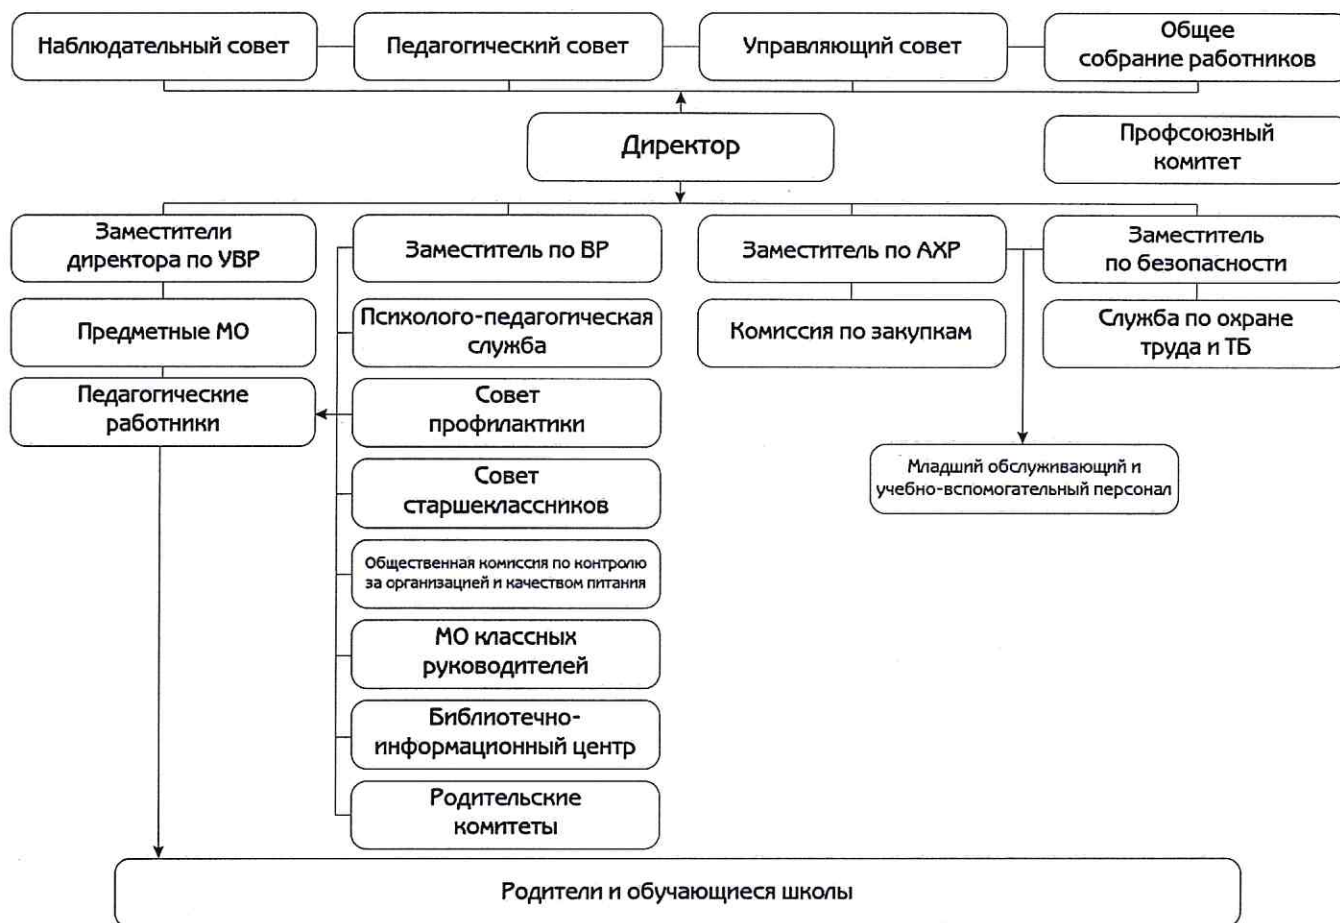 Наблюдательный совет
Педагогический совет
Управляющий совет
Общее
собрание работников
Директор
Профсоюзный
комитет
Заместители
директора по УВР
Заместитель по ВР
Заместитель по АХР
Заместитель
по безопасности
Предметные МО
Психолого-педагогическая
служба
Комиссия по закупкам
Служба по охране
труда и ТБ
Педагогические
работники
Совет
профилактики
Младший обслуживающий и
учебно-вспомогательный персонал
Совет
старшеклассников
Общественная комиссия по контролю
за организацией и качеством питания
МО классных
руководителей
Библиотечно-
информационный центр
Родительские
комитеты
Родители и обучающиеся школы